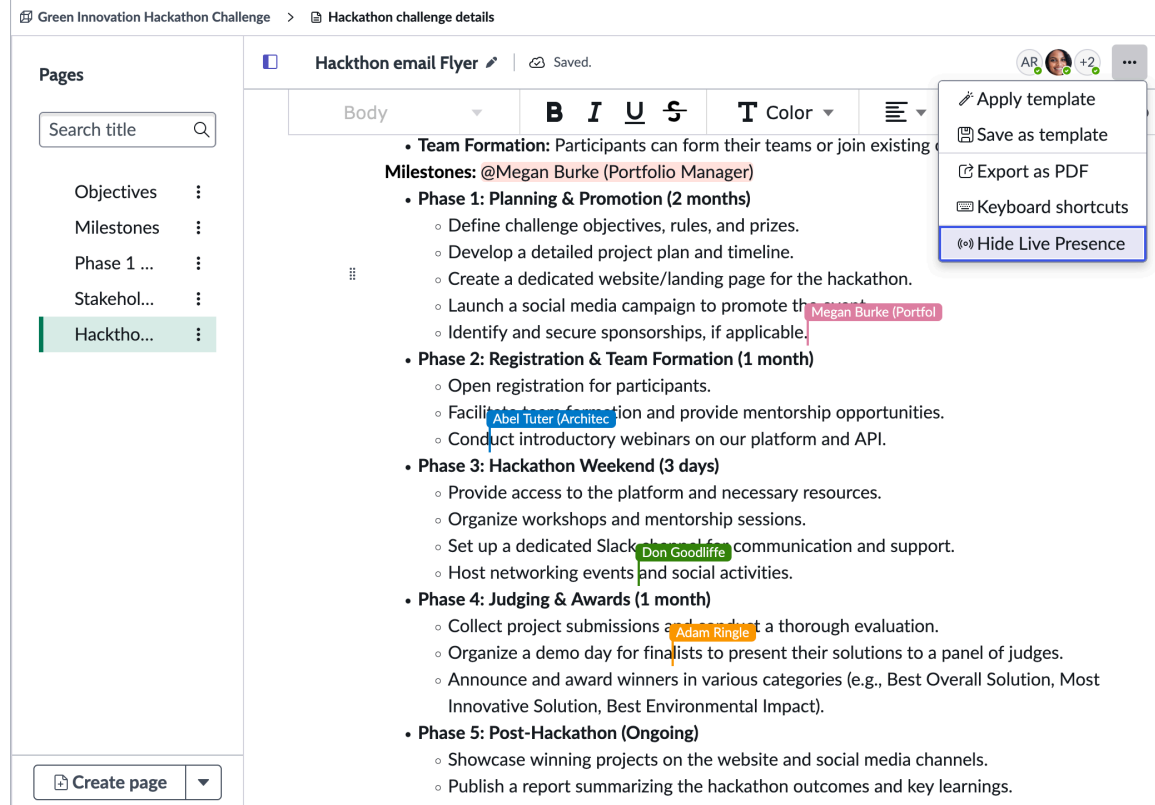 Green Innovation Hackathon Challenge > Hackathon challenge details
Pages
Search title
Objectives
Milestones
Phase 1 ...
Stakehol...
Hacktho...
Create page
Hackthon email Flyer
Saved.
AR
+2
...
Body
B I U S
T Color
Apply template
Save as template
Export as PDF
Keyboard shortcuts
Hide Live Presence
• Team Formation: Participants can form their teams or join existing
Milestones: @Megan Burke (Portfolio Manager)
• Phase 1: Planning & Promotion (2 months)
◦ Define challenge objectives, rules, and prizes.
◦ Develop a detailed project plan and timeline.
◦ Create a dedicated website/landing page for the hackathon.
◦ Launch a social media campaign to promote the event.
Megan Burke (Portfol
◦ Identify and secure sponsorships, if applicable.
• Phase 2: Registration & Team Formation (1 month)
◦ Open registration for participants.
◦ Facilitate team formation and provide mentorship opportunities.
Abel Tuter (Architec
◦ Conduct introductory webinars on our platform and API.
• Phase 3: Hackathon Weekend (3 days)
◦ Provide access to the platform and necessary resources.
◦ Organize workshops and mentorship sessions.
◦ Set up a dedicated Slack channel for communication and support.
Don Goodliffe
◦ Host networking events and social activities.
• Phase 4: Judging & Awards (1 month)
◦ Collect project submissions and conduct a thorough evaluation.
Adam Ringle
◦ Organize a demo day for finalists to present their solutions to a panel of judges.
◦ Announce and award winners in various categories (e.g., Best Overall Solution, Most
Innovative Solution, Best Environmental Impact).
• Phase 5: Post-Hackathon (Ongoing)
◦ Showcase winning projects on the website and social media channels.
◦ Publish a report summarizing the hackathon outcomes and key learnings.